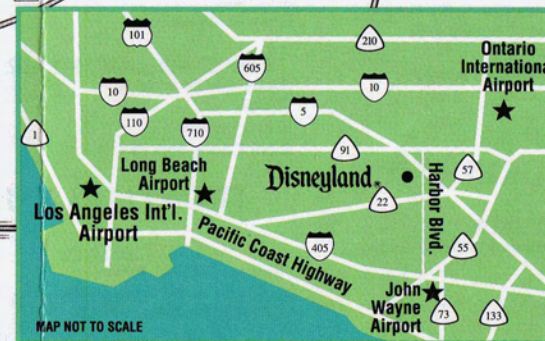 101
210
605
Ontario
Internationa
Airport
10
10
110
5
710
1
91
Long Beach
Airport
Disneyland
57
Los Angeles Int'l.
Airport
22
Harbor Blvd.
Pacific Coast Highway
405
55
John
Wayne
Airport
73
133
MAP NOT TO SCALE